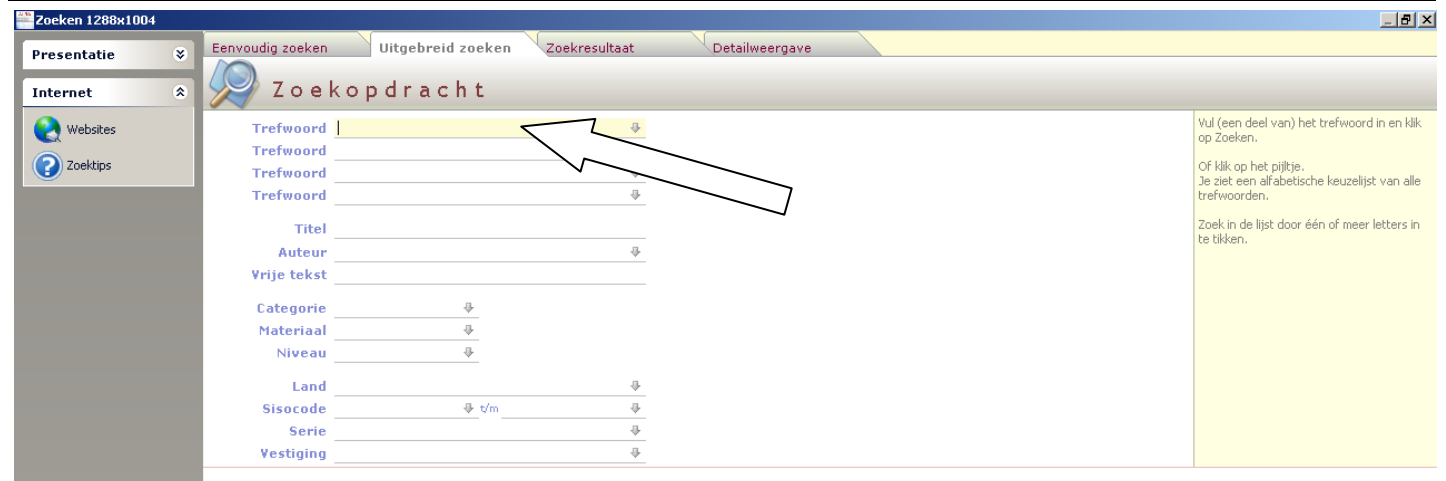 Zoeken 1288x1004
Presentatie
Internet
Websites
Zoektips
Eenvoudig zoeken
Uitgebreid zoeken
Zoekresultaat
Detailweergave
Zoekopdracht
Trefwoord
Trefwoord
Trefwoord
Trefwoord
Titel
Auteur
Vrije tekst
Categorie
Materiaal
Niveau
Land
Sisocode t/m
Serie
Vestiging
Vul (een deel van) het trefwoord in en klik
op Zoeken.
Of klik op het pijltje.
Je ziet een alfabetische keuzelijst van alle
trefwoorden.
Zoek in de lijst door één of meer letters in
te tikken.